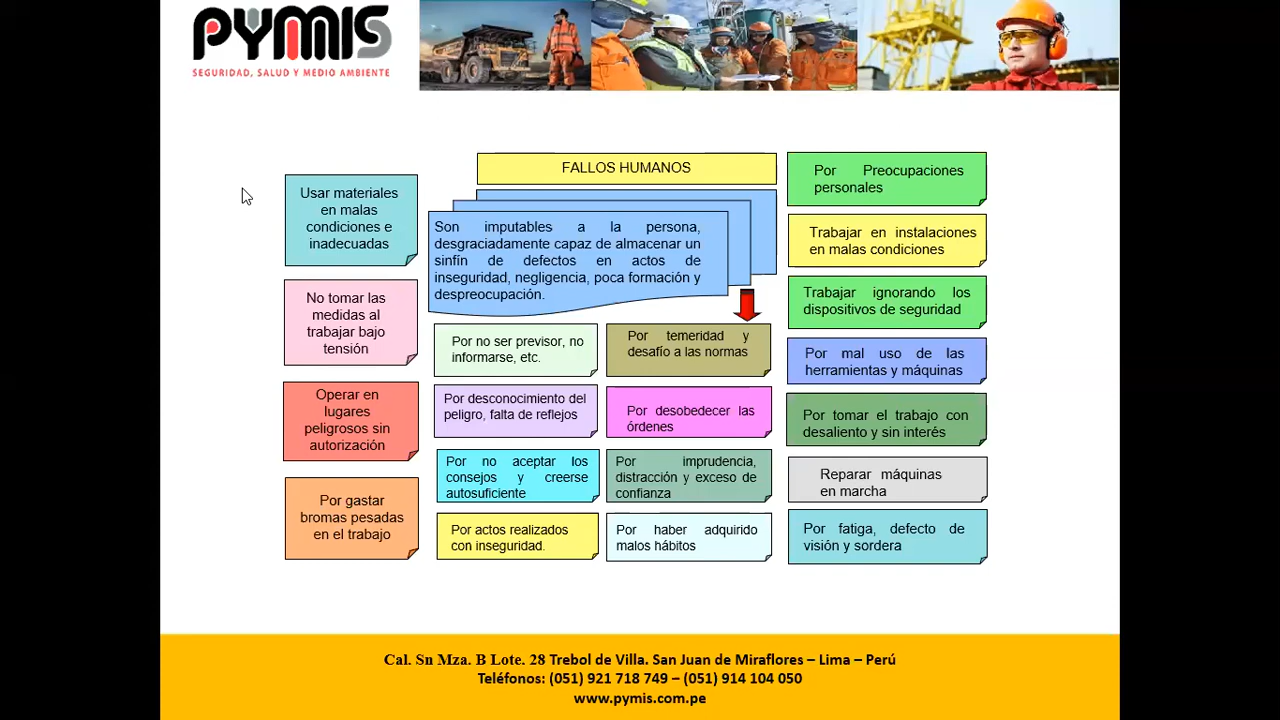 PYMIS
SEGURIDAD, SALUD Y MEDIO AMBIENTE
FALLOS HUMANOS
Son imputables a la persona,
desgraciadamente capaz de almacenar un
sinfín de defectos en actos de
inseguridad, negligencia, poca formación y
despreocupación.
Usar materiales
en malas
condiciones e
inadecuadas
No tomar las
medidas al
trabajar bajo
tensión
Operar en
lugares
peligrosos sin
autorización
Por gastar
bromas pesadas
en el trabajo
Por no ser previsor, no
informarse, etc.
Por desconocimiento del
peligro, falta de reflejos
Por no aceptar los
consejos y creerse
autosuficiente
Por actos realizados
con inseguridad.
Por temeridad y
desafío a las normas
Por desobedecer las
órdenes
Por imprudencia,
distracción y exceso de
confianza
Por haber adquirido
malos hábitos
Por Preocupaciones
personales
Trabajar en instalaciones
en malas condiciones
Trabajar ignorando los
dispositivos de seguridad
Por mal uso de las
herramientas y máquinas
Por tomar el trabajo con
desaliento y sin interés
Reparar máquinas
en marcha
Por fatiga, defecto de
visión y sordera
Cal. Sn Mza. B Lote. 28 Trebol de Villa. San Juan de Miraflores – Lima – Perú
Teléfonos: (051) 921 718 749 – (051) 914 104 050
www.pymis.com.pe